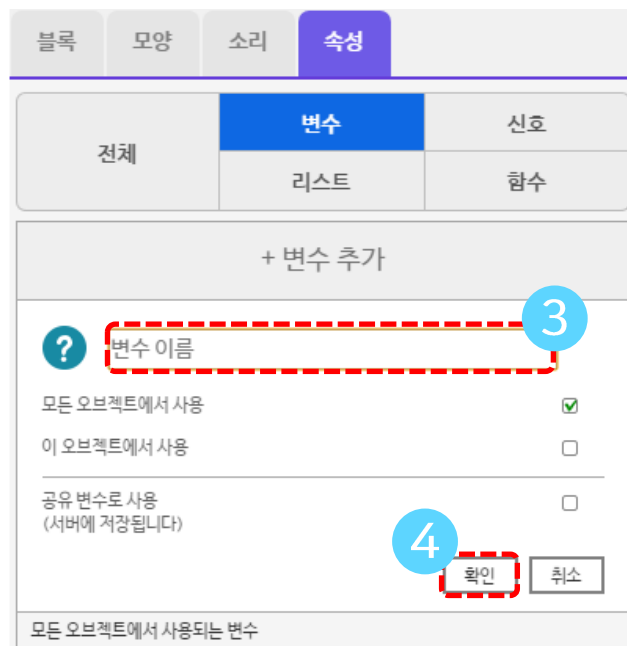 블록 모양 소리 속성
전체 변수 신호
리스트 함수
+ 변수 추가
3
? 변수 이름
모든 오브젝트에서 사용
이 오브젝트에서 사용
공유 변수로 사용
(서버에 저장됩니다)
4
확인 취소
모든 오브젝트에서 사용되는 변수